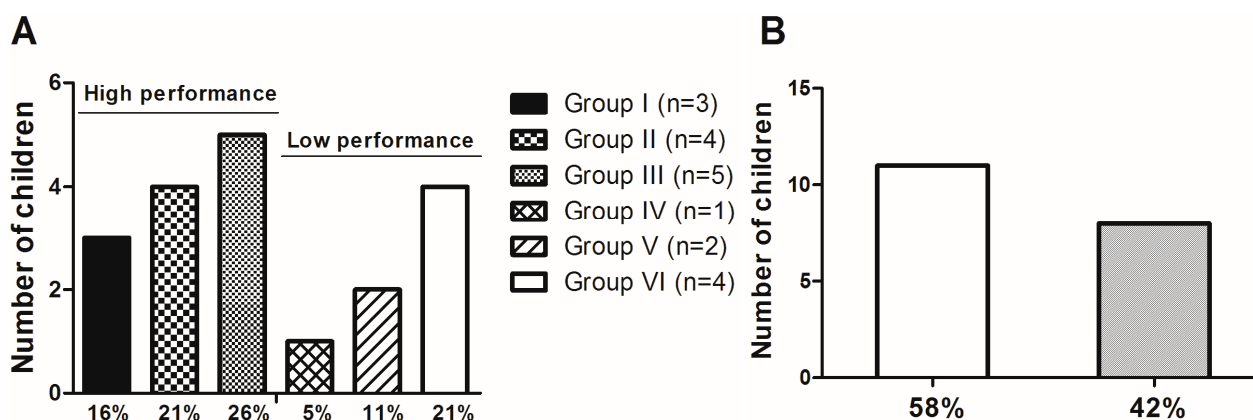 A
Number of children
6
4
2
0
High performance
Low performance
16% 21% 26% 5% 11% 21%
Group I (n=3)
Group II (n=4)
Group III (n=5)
Group IV (n=1)
Group V (n=2)
Group VI (n=4)
B
Number of children
15
10
5
0
58% 42%